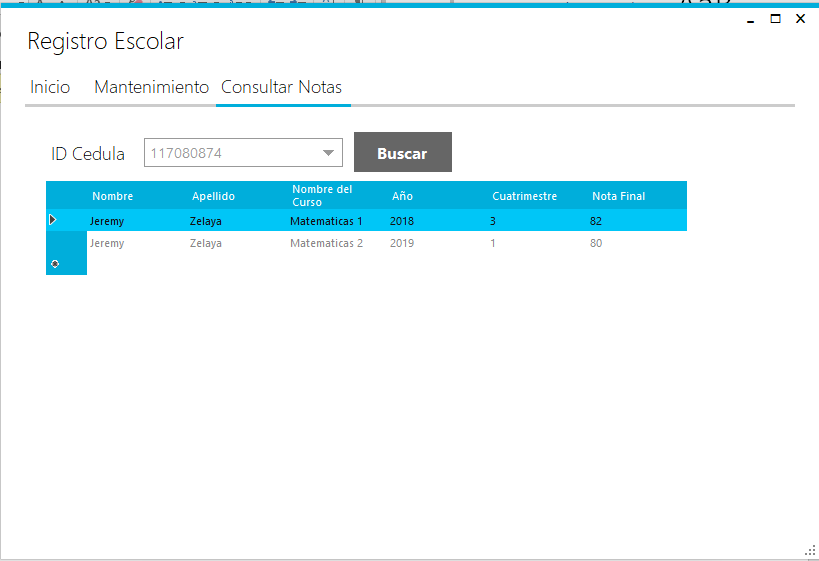 Registro Escolar
Inicio Mantenimiento Consultar Notas
ID Cedula 117080874 Buscar
Nombre Apellido Nombre del Curso Año Cuatrimestre Nota Final
Jeremy Zelaya Matematicas 1 2018 3 82
Jeremy Zelaya Matematicas 2 2019 1 80